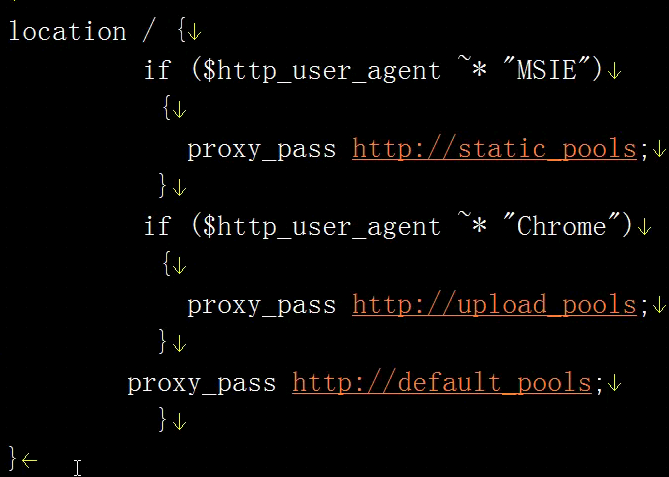 location / {↓
if ($http_user_agent ~* "MSIE")↓
{↓
proxy_pass http://static_pools;↓
}↓
if ($http_user_agent ~* "Chrome")↓
{↓
proxy_pass http://upload_pools;↓
}↓
proxy_pass http://default_pools;↓
}↓
}←